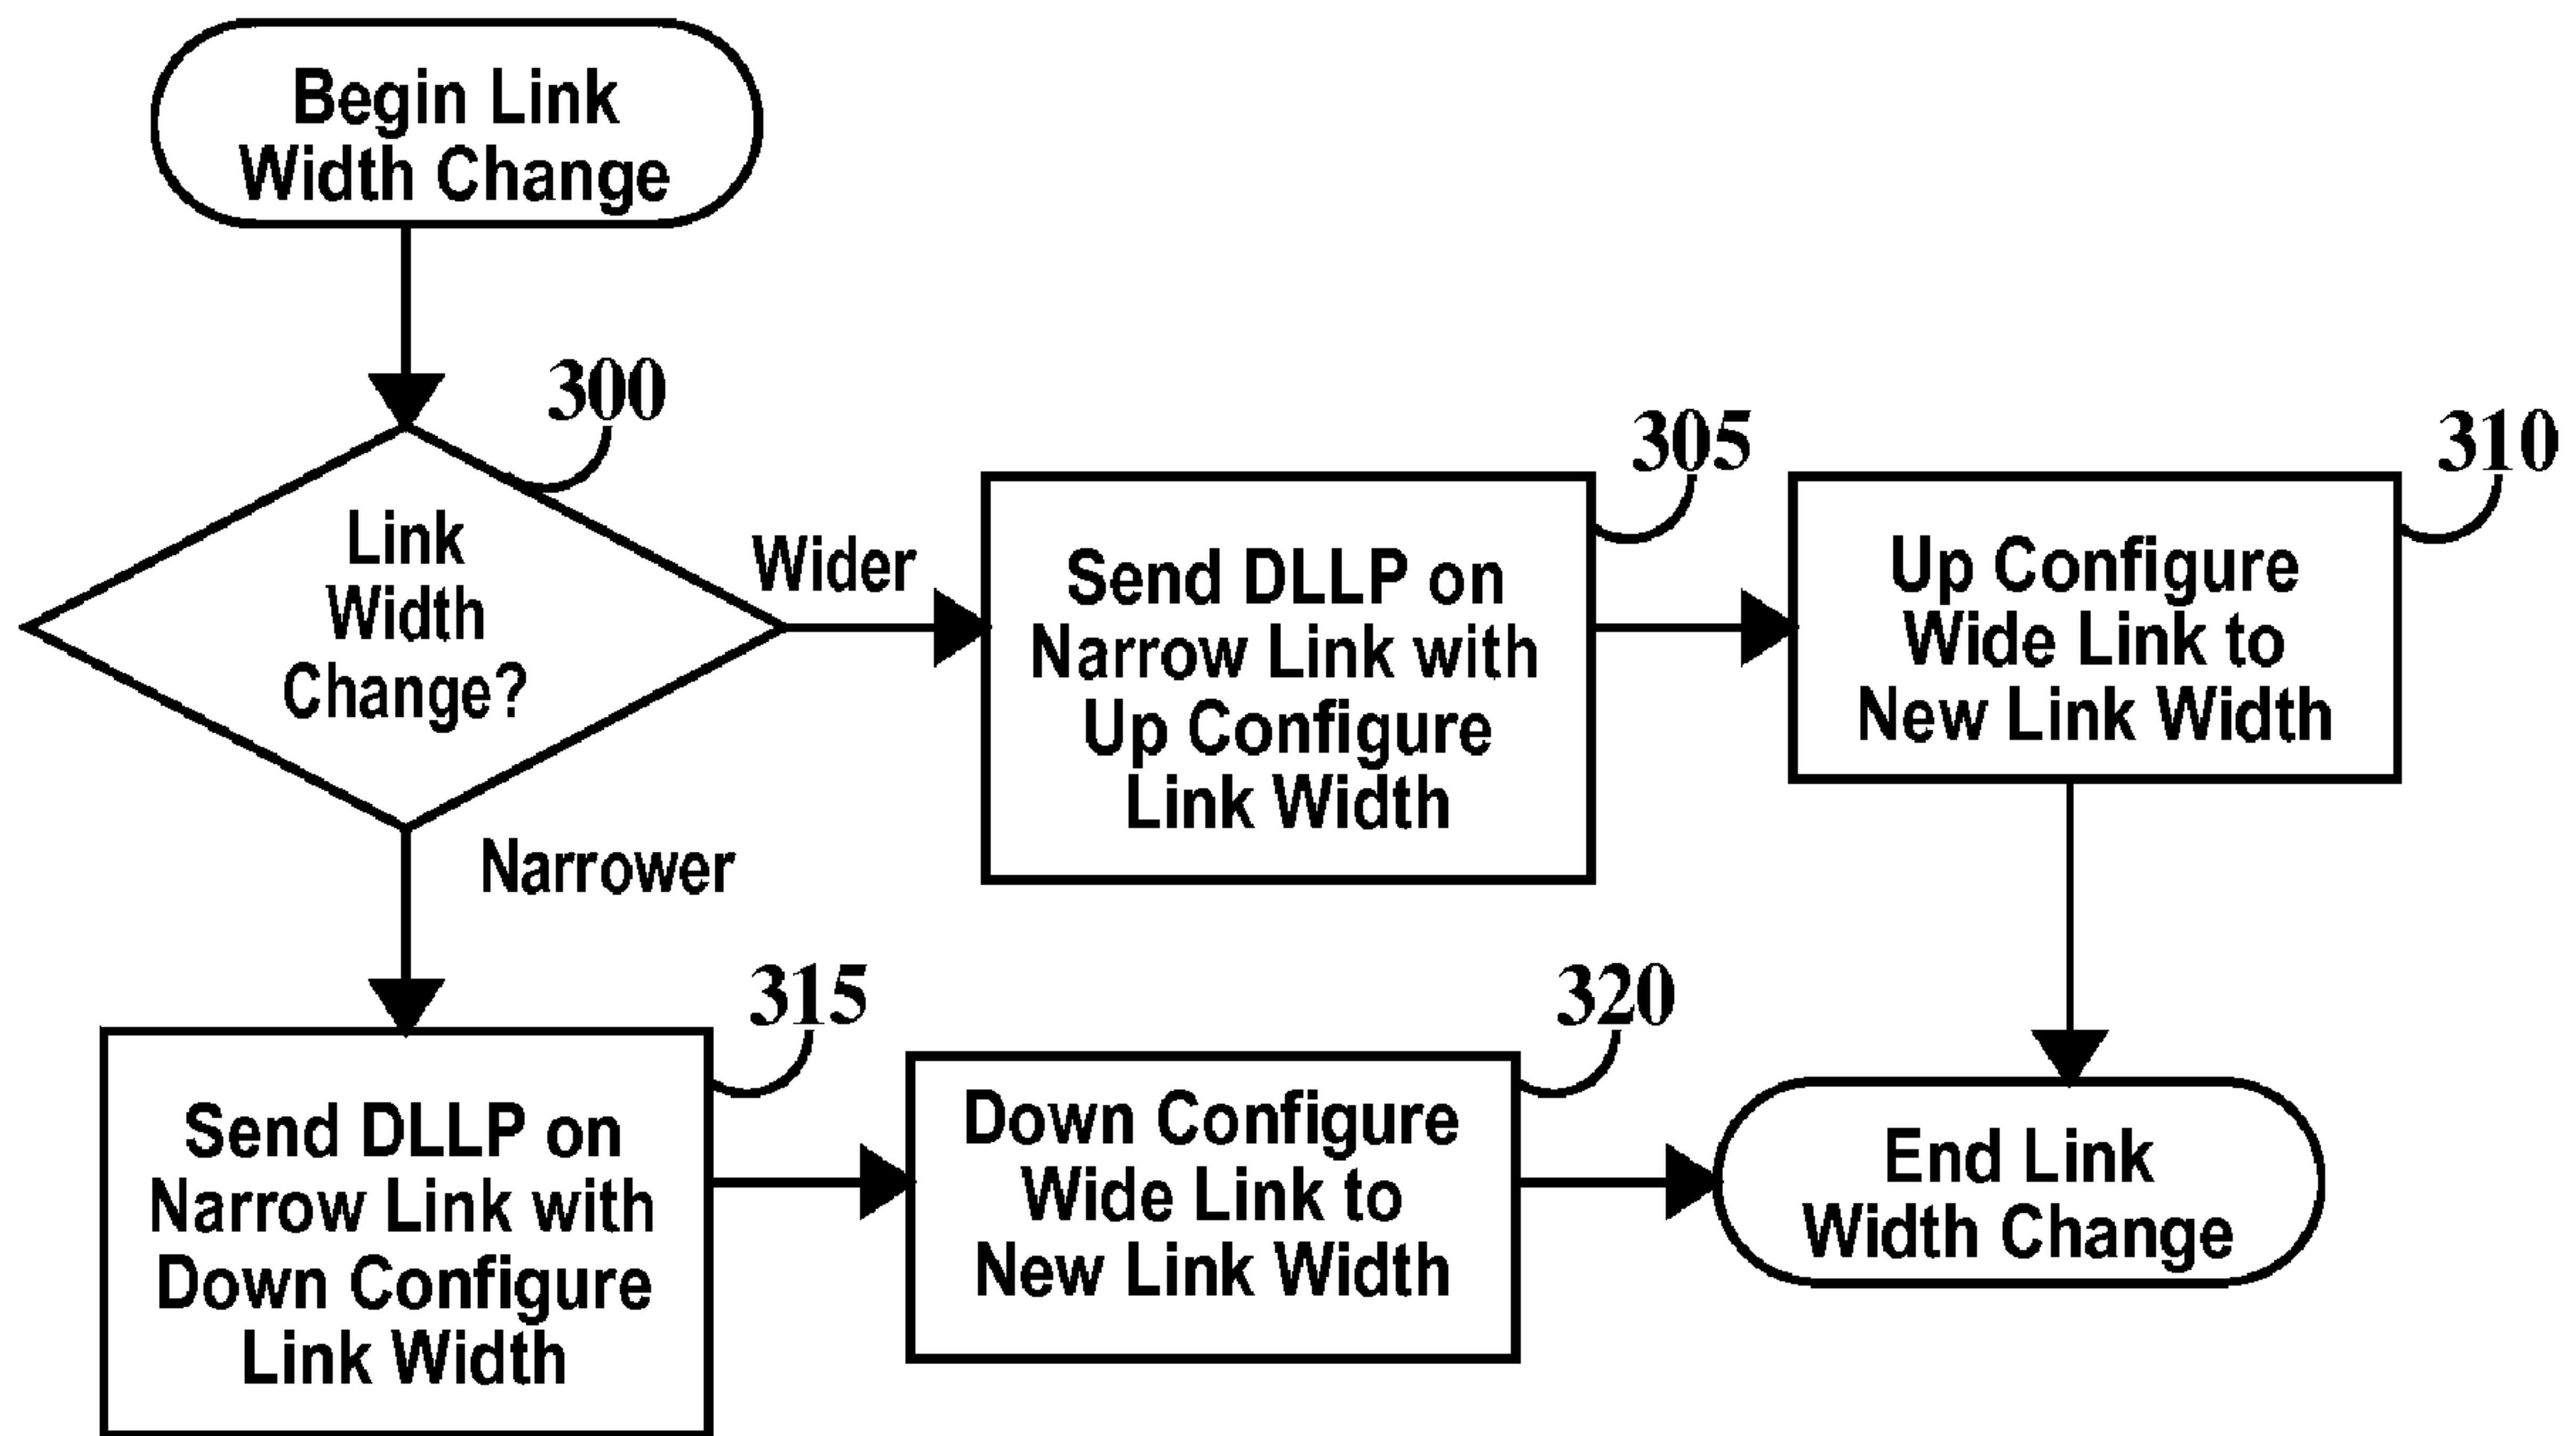 Begin Link
Width Change
300
Link
Width
Change?
Wider
305
Send DLLP on
Narrow Link with
Up Configure
Link Width
310
Up Configure
Wide Link to
New Link Width
Narrower
315
Send DLLP on
Narrow Link with
Down Configure
Link Width
320
Down Configure
Wide Link to
New Link Width
End Link
Width Change